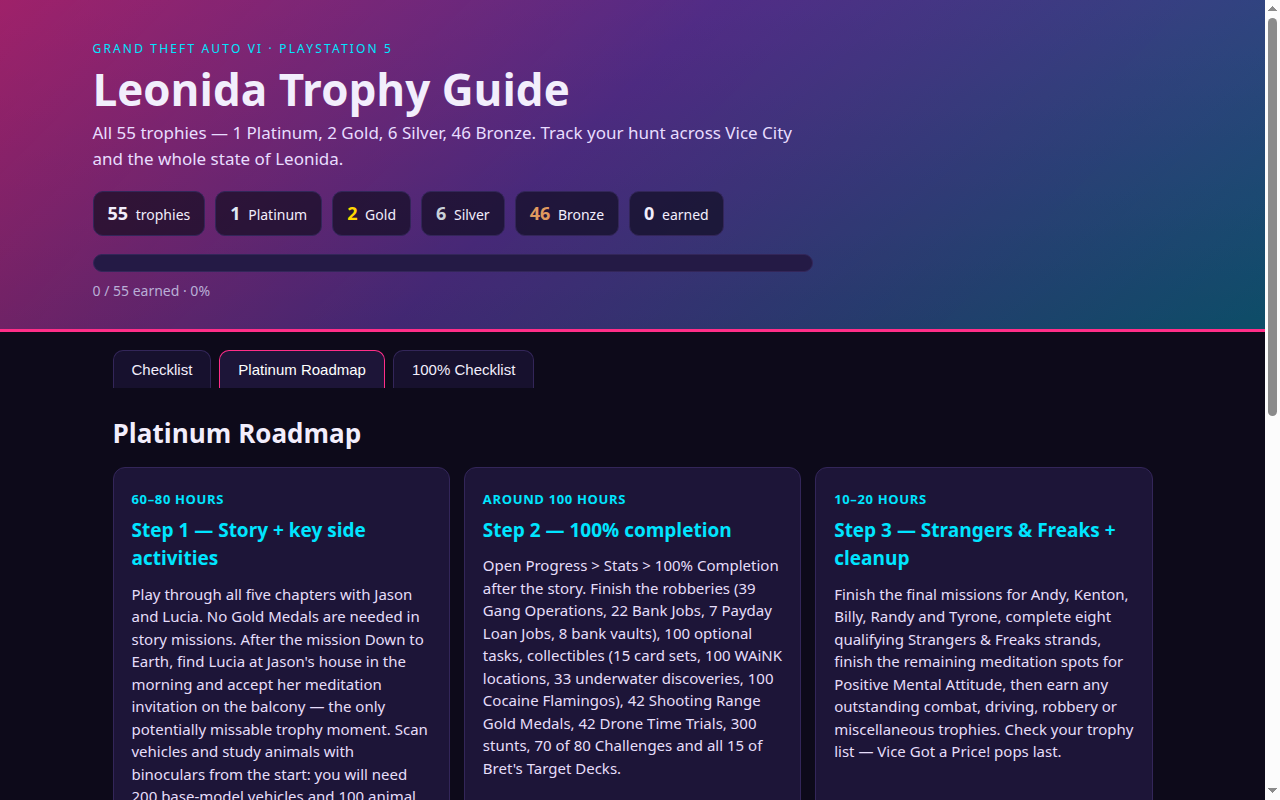 GRAND THEFT AUTO VI · PLAYSTATION 5
Leonida Trophy Guide
All 55 trophies — 1 Platinum, 2 Gold, 6 Silver, 46 Bronze. Track your hunt across Vice City
and the whole state of Leonida.
55 trophies
1 Platinum
2 Gold
6 Silver
46 Bronze
0 earned
0 / 55 earned · 0%
Checklist
Platinum Roadmap
100% Checklist
Platinum Roadmap
60–80 HOURS
Step 1 — Story + key side
activities
Play through all five chapters with Jason
and Lucia. No Gold Medals are needed in
story missions. After the mission Down to
Earth, find Lucia at Jason's house in the
morning and accept her meditation
invitation on the balcony — the only
potentially missable trophy moment. Scan
vehicles and study animals with
binoculars from the start: you will need
200 base-model vehicles and 100 animal
AROUND 100 HOURS
Step 2 — 100% completion
Open Progress > Stats > 100% Completion
after the story. Finish the robberies (39
Gang Operations, 22 Bank Jobs, 7 Payday
Loan Jobs, 8 bank vaults), 100 optional
tasks, collectibles (15 card sets, 100 WAiNK
locations, 33 underwater discoveries, 100
Cocaine Flamingos), 42 Shooting Range
Gold Medals, 42 Drone Time Trials, 300
stunts, 70 of 80 Challenges and all 15 of
Bret's Target Decks.
10–20 HOURS
Step 3 — Strangers & Freaks +
cleanup
Finish the final missions for Andy, Kenton,
Billy, Randy and Tyrone, complete eight
qualifying Strangers & Freaks strands,
finish the remaining meditation spots for
Positive Mental Attitude, then earn any
outstanding combat, driving, robbery or
miscellaneous trophies. Check your trophy
list — Vice Got a Price! pops last.